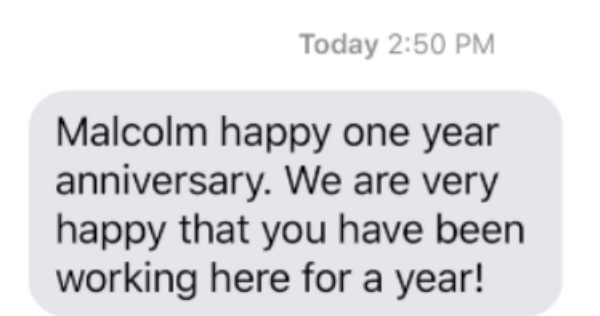 Today 2:50 PM
Malcolm happy one year
anniversary. We are very
happy that you have been
working here for a year!